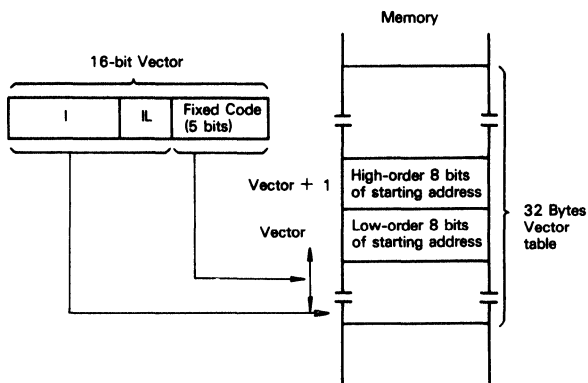 Memory
16-bit Vector
I
IL
Fixed Code
(5 bits)
Vector + 1
High-order 8 bits
of starting address
Vector
Low-order 8 bits
of starting address
32 Bytes
Vector
table